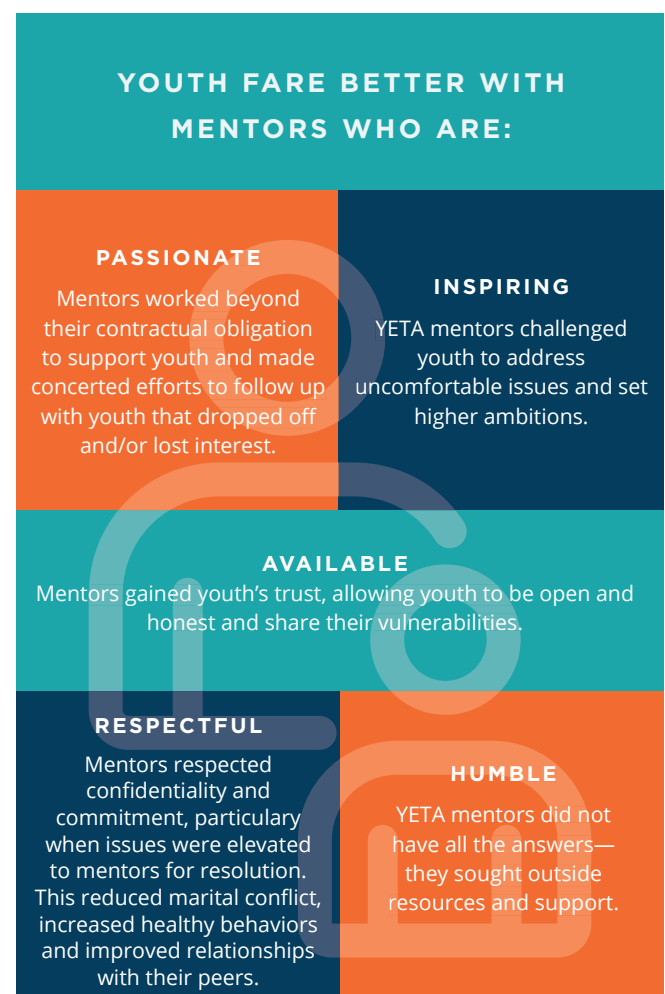 YOUTH FARE BETTER WITH
MENTORS WHO ARE:
PASSIONATE
Mentors worked beyond
their contractual obligation
to support youth and made
concerted efforts to follow up
with youth that dropped off
and/or lost interest.
INSPIRING
YETA mentors challenged
youth to address
uncomfortable issues and set
higher ambitions.
AVAILABLE
Mentors gained youth’s trust, allowing youth to be open and
honest and share their vulnerabilities.
RESPECTFUL
Mentors respected
confidentiality and
commitment, particulary
when issues were elevated
to mentors for resolution.
This reduced marital conflict,
increased healthy behaviors
and improved relationships
with their peers.
HUMBLE
YETA mentors did not
have all the answers—
they sought outside
resources and support.